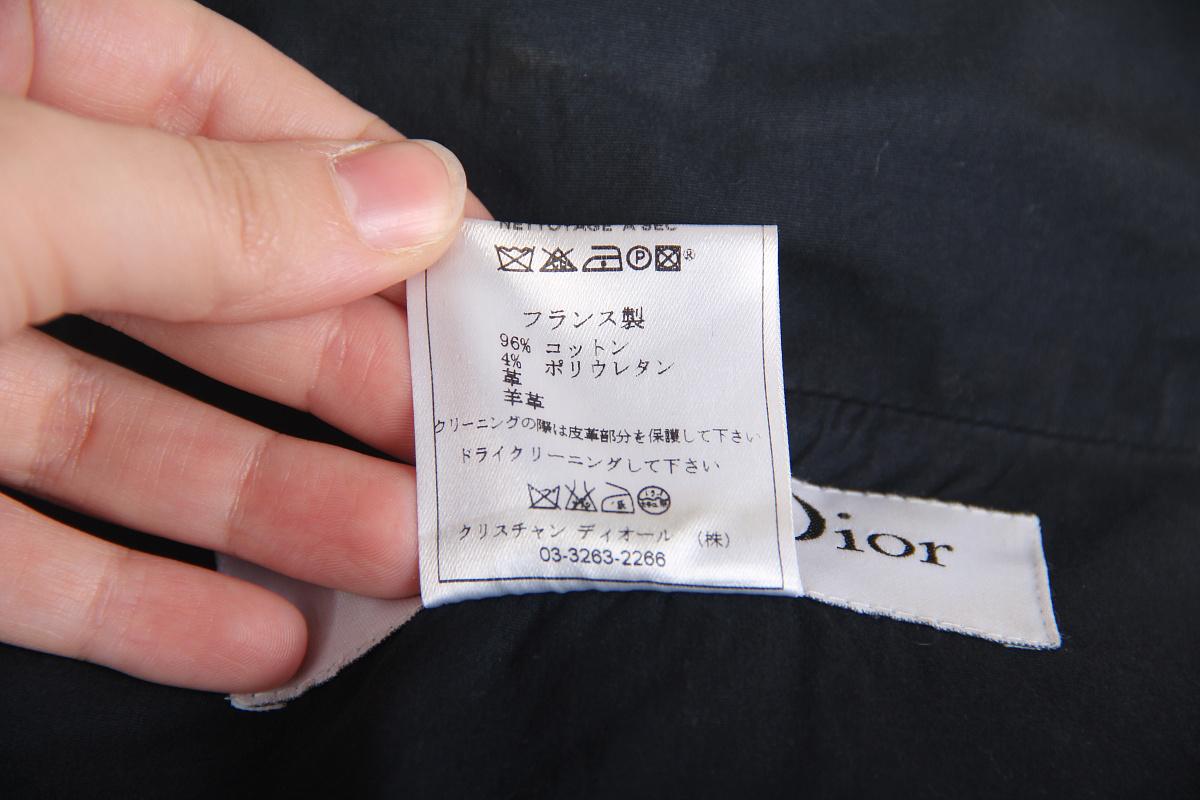 NETTOYAGE A SEC
P ®
フランス製
96% コットン
4% ポリウレタン
革
羊革
クリーニングの際は皮革部分を保護して下さい
ドライクリーニングして下さい
クリスチャン ディオール (株)
03-3263-2266
Dior